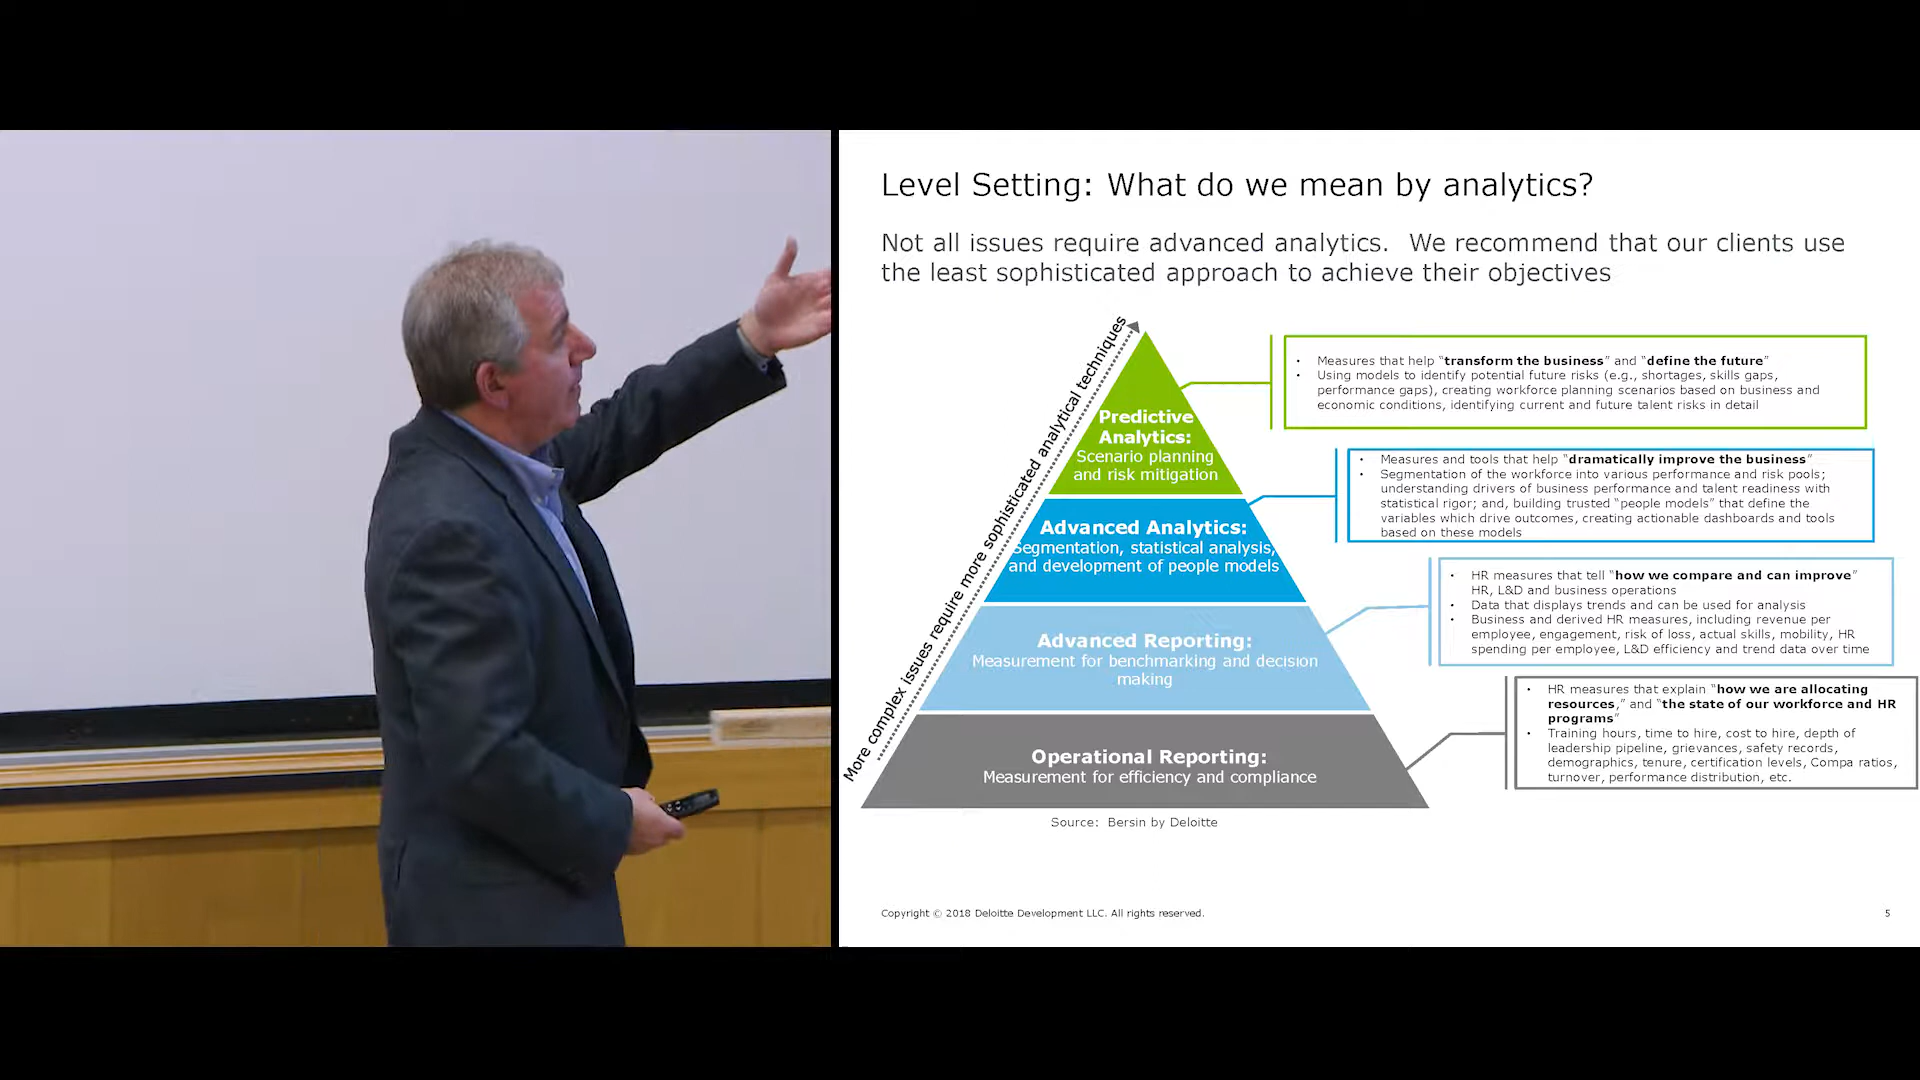 Level Setting: What do we mean by analytics?
Not all issues require advanced analytics. We recommend that our clients use
the least sophisticated approach to achieve their objectives
More complex issues require more sophisticated analytical techniques
Predictive
Analytics:
Scenario planning
and risk mitigation
• Measures that help “transform the business” and “define the future”
• Using models to identify potential future risks (e.g., shortages, skills gaps,
performance gaps), creating workforce planning scenarios based on business and
economic conditions, identifying current and future talent risks in detail
Advanced Analytics:
Segmentation, statistical analysis,
and development of people models
• Measures and tools that help “dramatically improve the business”
• Segmentation of the workforce into various performance and risk pools;
understanding drivers of business performance and talent readiness with
statistical rigor; and, building trusted “people models” that define the
variables which drive outcomes, creating actionable dashboards and tools
based on these models
Advanced Reporting:
Measurement for benchmarking and decision
making
• HR measures that tell “how we compare and can improve”
HR, L&D and business operations
• Data that displays trends and can be used for analysis
• Business and derived HR measures, including revenue per
employee, engagement, risk of loss, actual skills, mobility, HR
spending per employee, L&D efficiency and trend data over time
Operational Reporting:
Measurement for efficiency and compliance
• HR measures that explain “how we are allocating
resources,” and “the state of our workforce and HR
programs”
• Training hours, time to hire, cost to hire, depth of
leadership pipeline, grievances, safety records,
demographics, tenure, certification levels, Compa ratios,
turnover, performance distribution, etc.
Source: Bersin by Deloitte
Copyright © 2018 Deloitte Development LLC. All rights reserved.
5